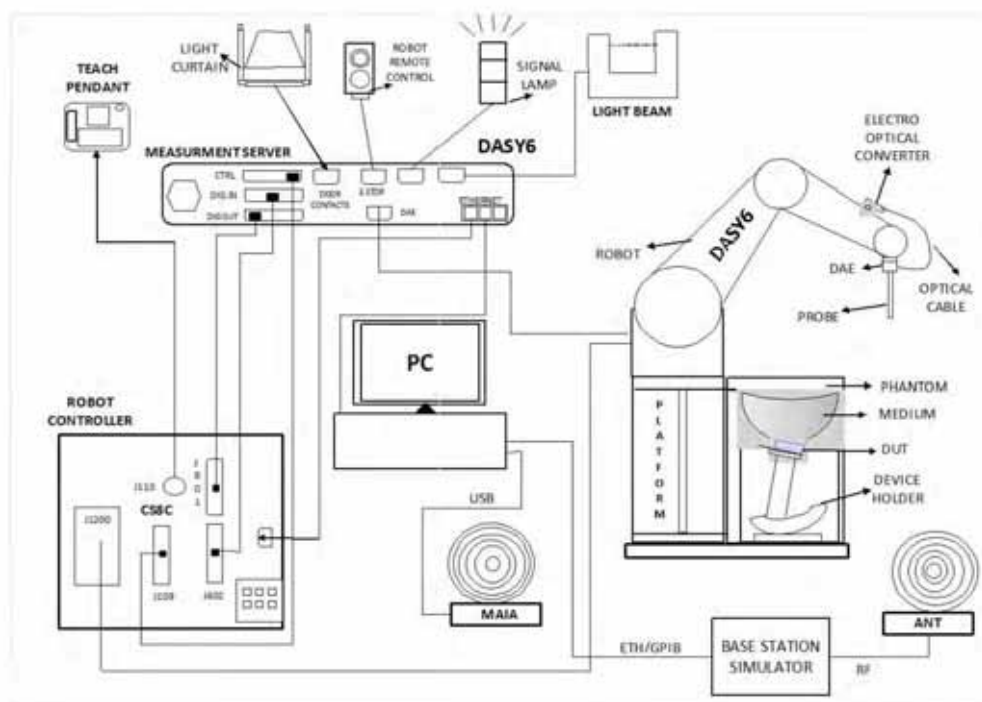 LIGHT
CURTAIN
ROBOT
REMOTE
CONTROL
SIGNAL
LAMP
LIGHT BEAM
TEACH
PENDANT
ELECTRO
OPTICAL
CONVERTER
MEASURMENT SERVER
DASY6
CTRL
DIG.IN
DIG.OUT
DOOR
CONTACTS
E.STOP
DAE
ETHERNET
ROBOT
DASY6
DAE
OPTICAL
CABLE
PROBE
PC
PHANTOM
MEDIUM
DUT
DEVICE
HOLDER
PLATFORM
ROBOT
CONTROLLER
J110
CS8C
J1200
J109
J602
USB
MAIA
ANT
ETH/GPIB
BASE STATION
SIMULATOR
RF